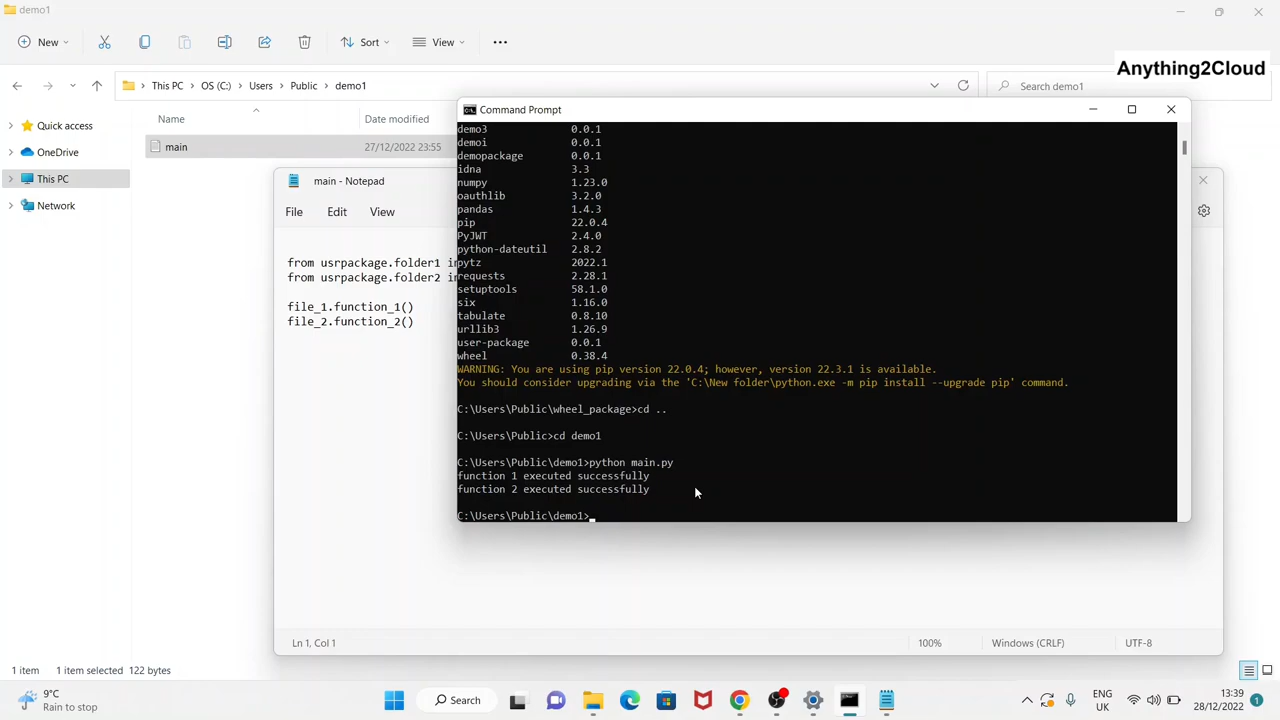 demo1
New
Sort
View
Anything2Cloud
This PC
OS (C:)
Users
Public
demo1
Search demo1
Name
Date modified
Quick access
OneDrive
This PC
Network
main
27/12/2022 23:55
main - Notepad
File
Edit
View
from usrpackage.folder1
from usrpackage.folder2
file_1.function_1()
file_2.function_2()
Ln 1, Col 1
100%
Windows (CRLF)
UTF-8
Command Prompt
demo3 0.0.1
demoi 0.0.1
demopackage 0.0.1
idna 3.3
numpy 1.23.0
oauthlib 3.2.0
pandas 1.4.3
pip 22.0.4
PyJWT 2.4.0
python-dateutil 2.8.2
pytz 2022.1
requests 2.28.1
setuptools 58.1.0
six 1.16.0
tabulate 0.8.10
urllib3 1.26.9
user-package 0.0.1
wheel 0.38.4
WARNING: You are using pip version 22.0.4; however, version 22.3.1 is available.
You should consider upgrading via the 'C:\New folder\python.exe -m pip install --upgrade pip' command.
C:\Users\Public\wheel_package>cd ..
C:\Users\Public>cd demo1
C:\Users\Public\demo1>python main.py
function 1 executed successfully
function 2 executed successfully
C:\Users\Public\demo1>
1 item
1 item selected 122 bytes
9°C
Rain to stop
Search
ENG
UK
13:39
28/12/2022
1